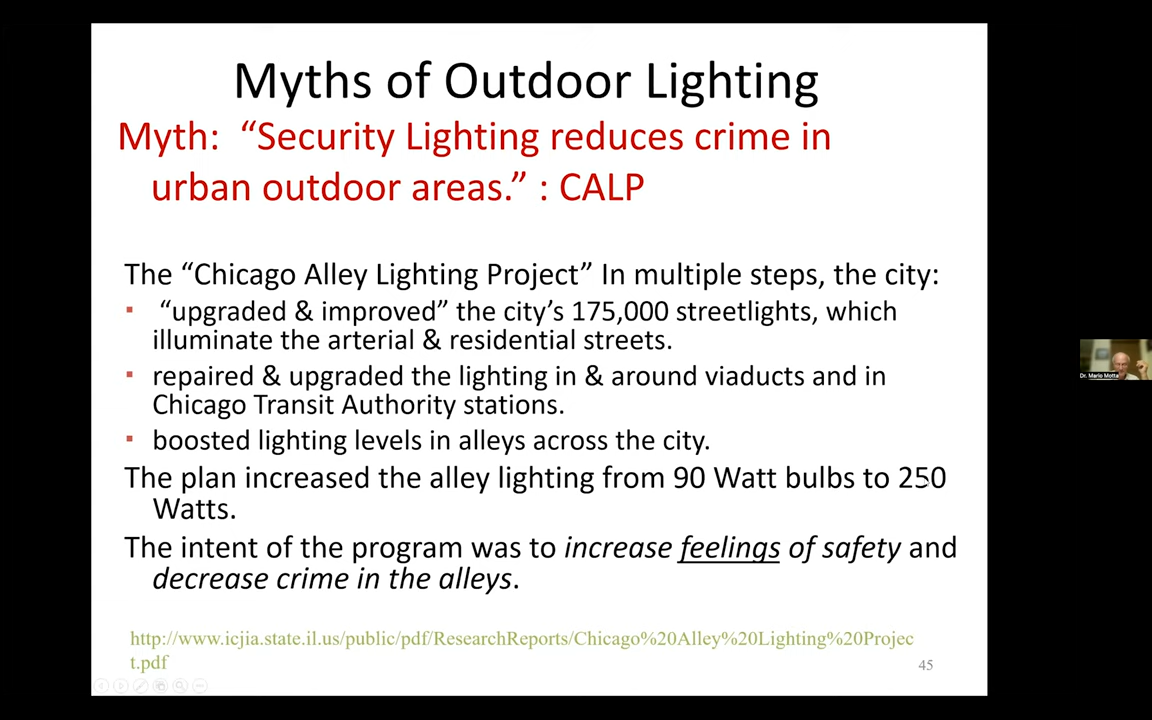 Myths of Outdoor Lighting
Myth: “Security Lighting reduces crime in
urban outdoor areas.” : CALP
The “Chicago Alley Lighting Project” In multiple steps, the city:
▪ “upgraded & improved” the city’s 175,000 streetlights, which
illuminate the arterial & residential streets.
▪ repaired & upgraded the lighting in & around viaducts and in
Chicago Transit Authority stations.
▪ boosted lighting levels in alleys across the city.
The plan increased the alley lighting from 90 Watt bulbs to 250
Watts.
The intent of the program was to increase feelings of safety and
decrease crime in the alleys.
http://www.icjia.state.il.us/public/pdf/ResearchReports/Chicago%20Alley%20Lighting%20Projec
t.pdf
45
Dr. Mario Motta